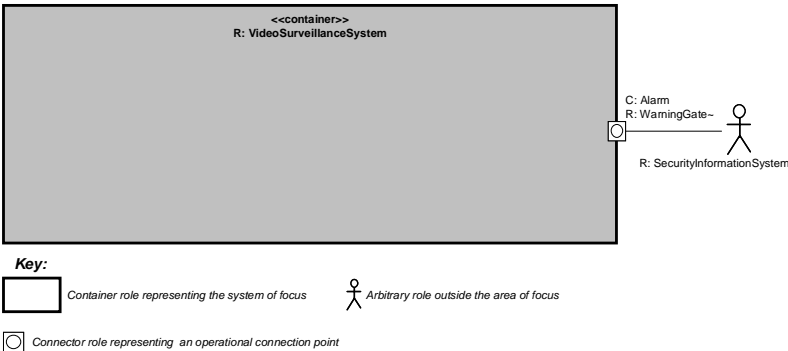 <<container>>
R: VideoSurveillanceSystem
C: Alarm
R: WarningGate~
R: SecurityInformationSystem
Key:
Container role representing the system of focus
Arbitrary role outside the area of focus
Connector role representing an operational connection point